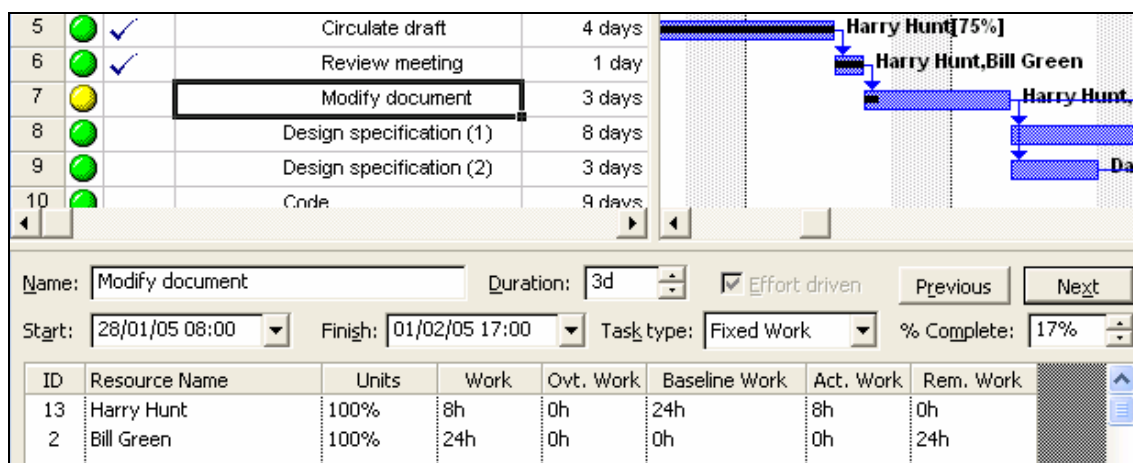 5 Circulate draft 4 days Harry Hunt[75%]
6 Review meeting 1 day Harry Hunt,Bill Green
7 Modify document 3 days Harry Hunt,
8 Design specification (1) 8 days
9 Design specification (2) 3 days Da
10 Code 9 days
Name: Modify document Duration: 3d Effort driven Previous Next
Start: 28/01/05 08:00 Finish: 01/02/05 17:00 Task type: Fixed Work % Complete: 17%
ID Resource Name Units Work Ovt. Work Baseline Work Act. Work Rem. Work
13 Harry Hunt 100% 8h 0h 24h 8h 0h
2 Bill Green 100% 24h 0h 0h 0h 24h